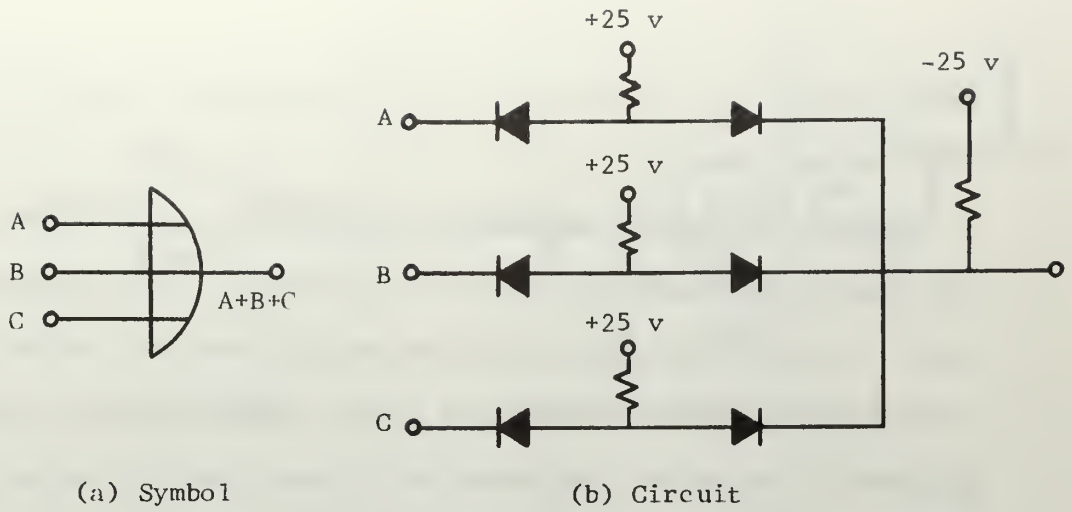 +25 v
-25 v
A
+25 v
A
B
B
C
A+B+C
+25 v
C
(a) Symbol
(b) Circuit